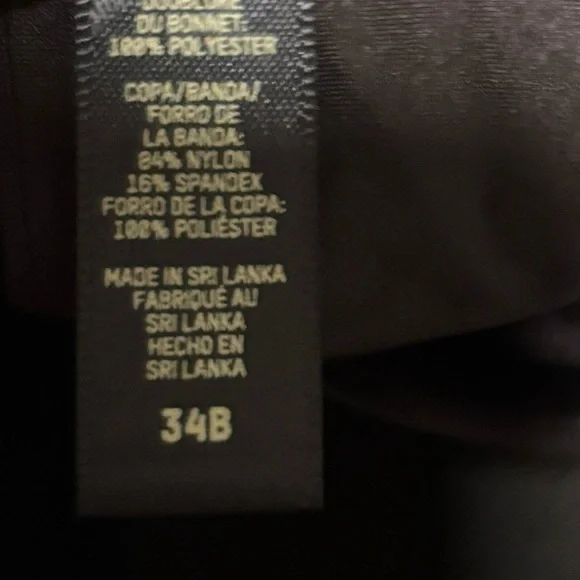 DOUBLURE
DU BONNET:
100% POLYESTER
COPA/BANDA/
FORRO DE
LA BANDA:
84% NYLON
16% SPANDEX
FORRO DE LA COPA:
100% POLIÉSTER
MADE IN SRI LANKA
FABRIQUÉ AU
SRI LANKA
HECHO EN
SRI LANKA
34B